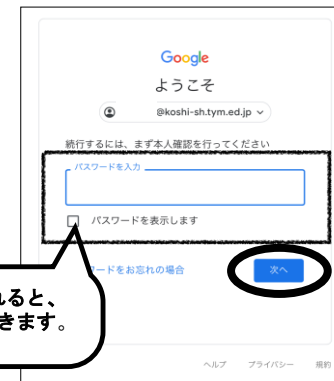 Google
ようこそ
@koshi-sh.tym.ed.jp
続行するには、まず本人確認を行ってください
パスワードを入力
パスワードを表示します
ードをお忘れの場合
次へ
れると、
きます。
ヘルプ プライバシー 規約